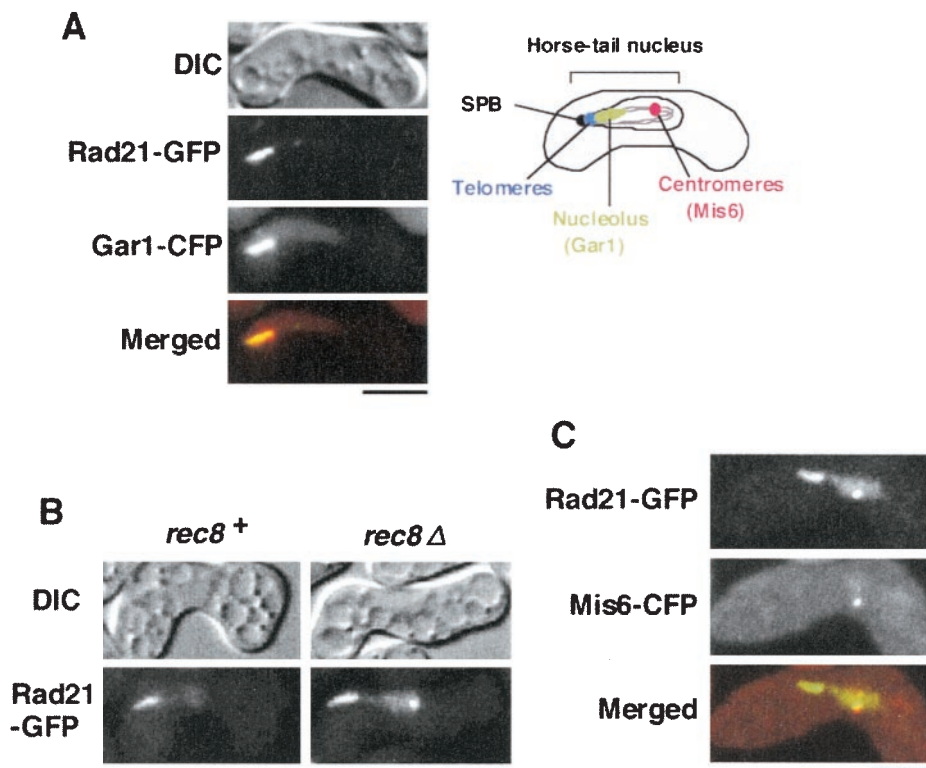 A
DIC
Rad21-GFP
Gar1-CFP
Merged
Horse-tail nucleus
SPB
Telomeres
Centromeres
(Mis6)
Nucleolus
(Gar1)
B
rec8 +
rec8 Δ
DIC
Rad21
-GFP
C
Rad21-GFP
Mis6-CFP
Merged